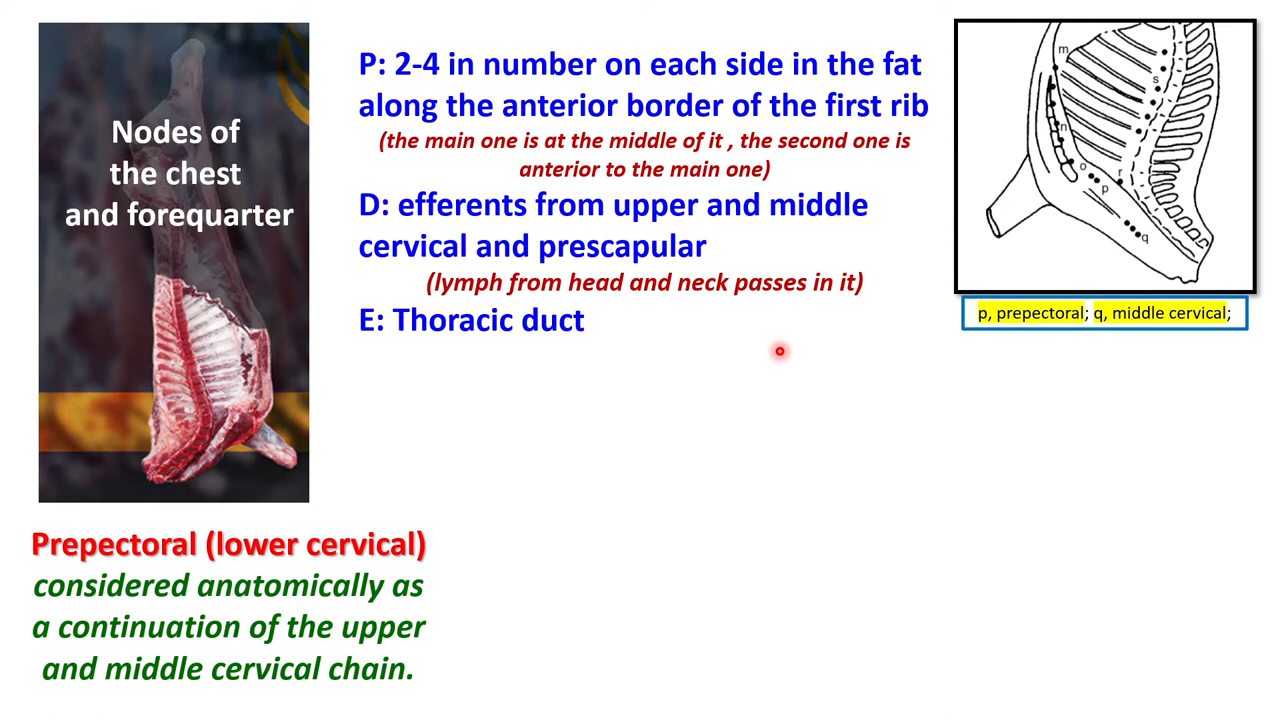 Nodes of
the chest
and forequarter
P: 2-4 in number on each side in the fat
along the anterior border of the first rib
(the main one is at the middle of it , the second one is
anterior to the main one)
D: efferents from upper and middle
cervical and prescapular
(lymph from head and neck passes in it)
E: Thoracic duct
m
s
n
o
p
r
q
p, prepectoral; q, middle cervical;
Prepectoral (lower cervical)
considered anatomically as
a continuation of the upper
and middle cervical chain.